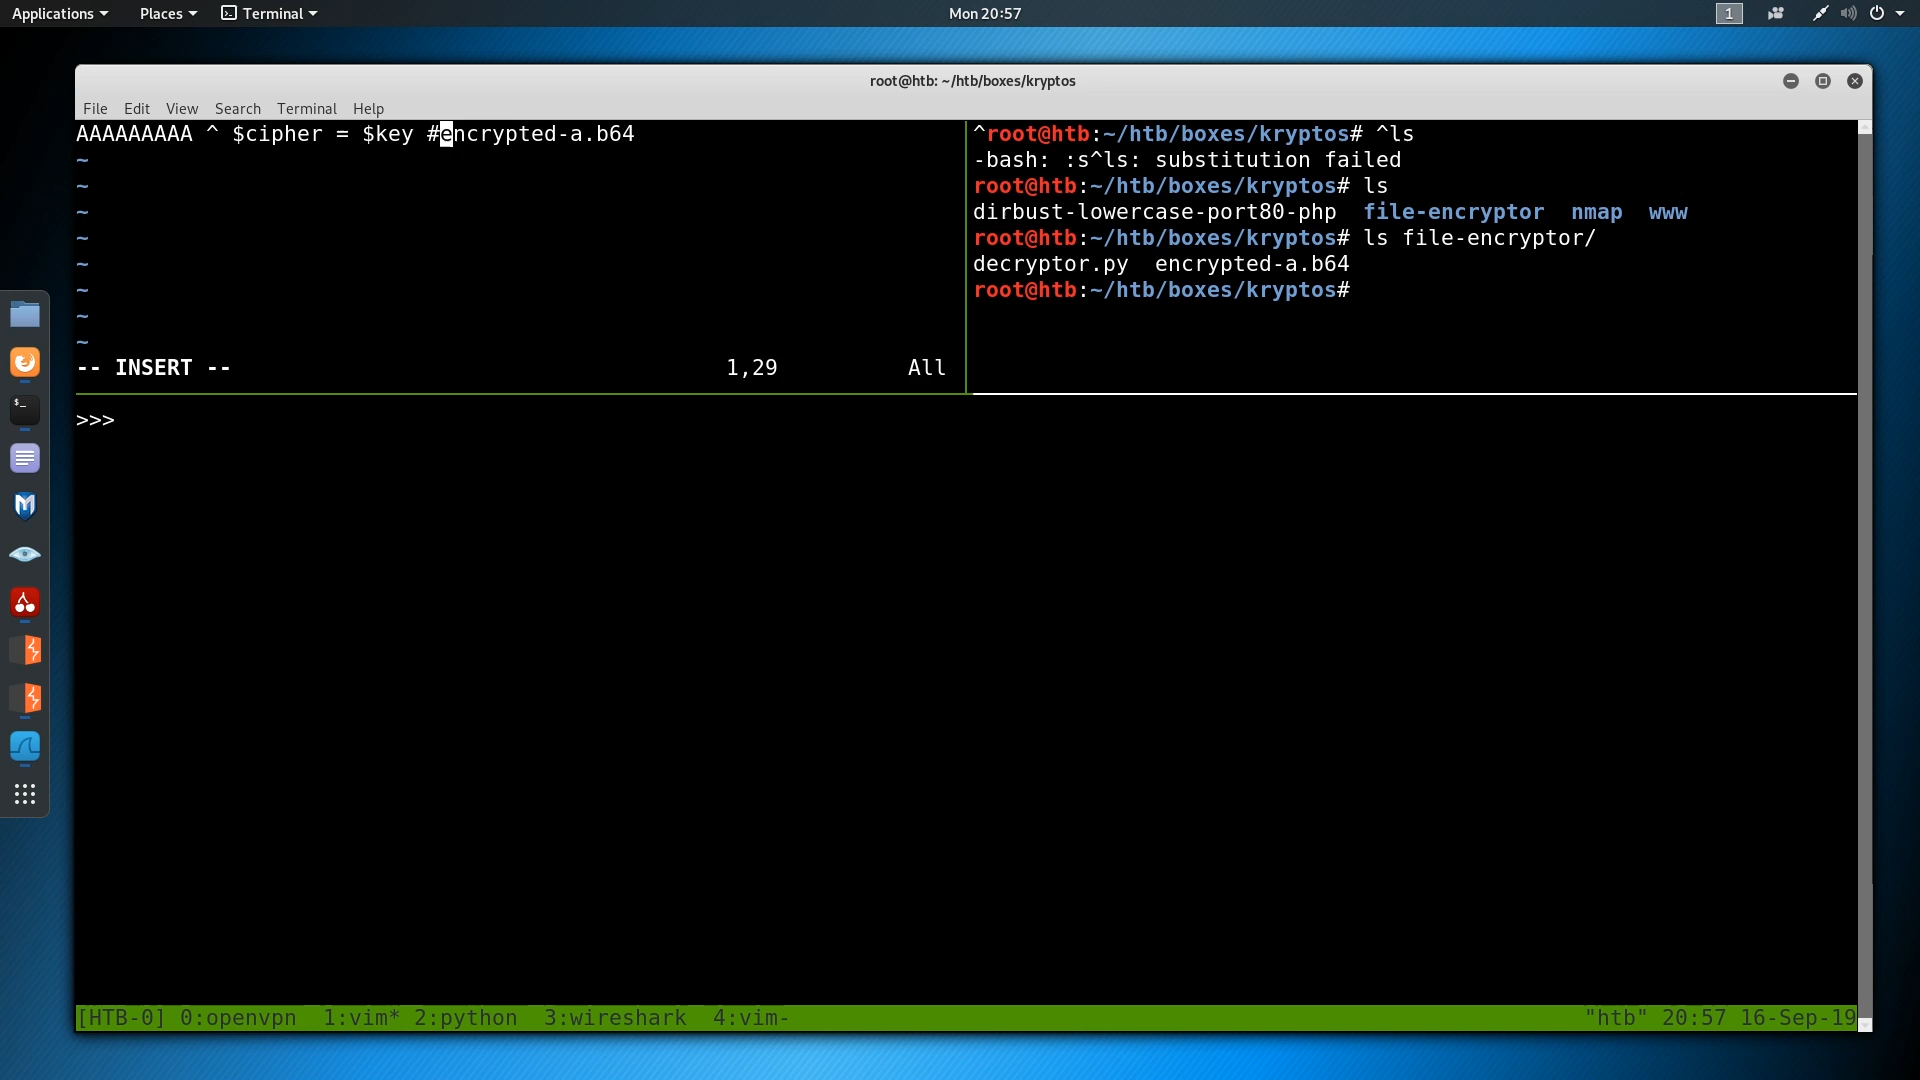 Applications Places Terminal Mon 20:57 1
root@htb: ~/htb/boxes/kryptos
File Edit View Search Terminal Help
AAAAAAAAA ^ $cipher = $key #encrypted-a.b64
~
~
~
~
~
~
~
~
-- INSERT -- 1,29 All
^root@htb:~/htb/boxes/kryptos# ^ls
-bash: :s^ls: substitution failed
root@htb:~/htb/boxes/kryptos# ls
dirbust-lowercase-port80-php file-encryptor nmap www
root@htb:~/htb/boxes/kryptos# ls file-encryptor/
decryptor.py encrypted-a.b64
root@htb:~/htb/boxes/kryptos#
>>>
[HTB-0] 0:openvpn 1:vim* 2:python 3:wireshark 4:vim- "htb" 20:57 16-Sep-19